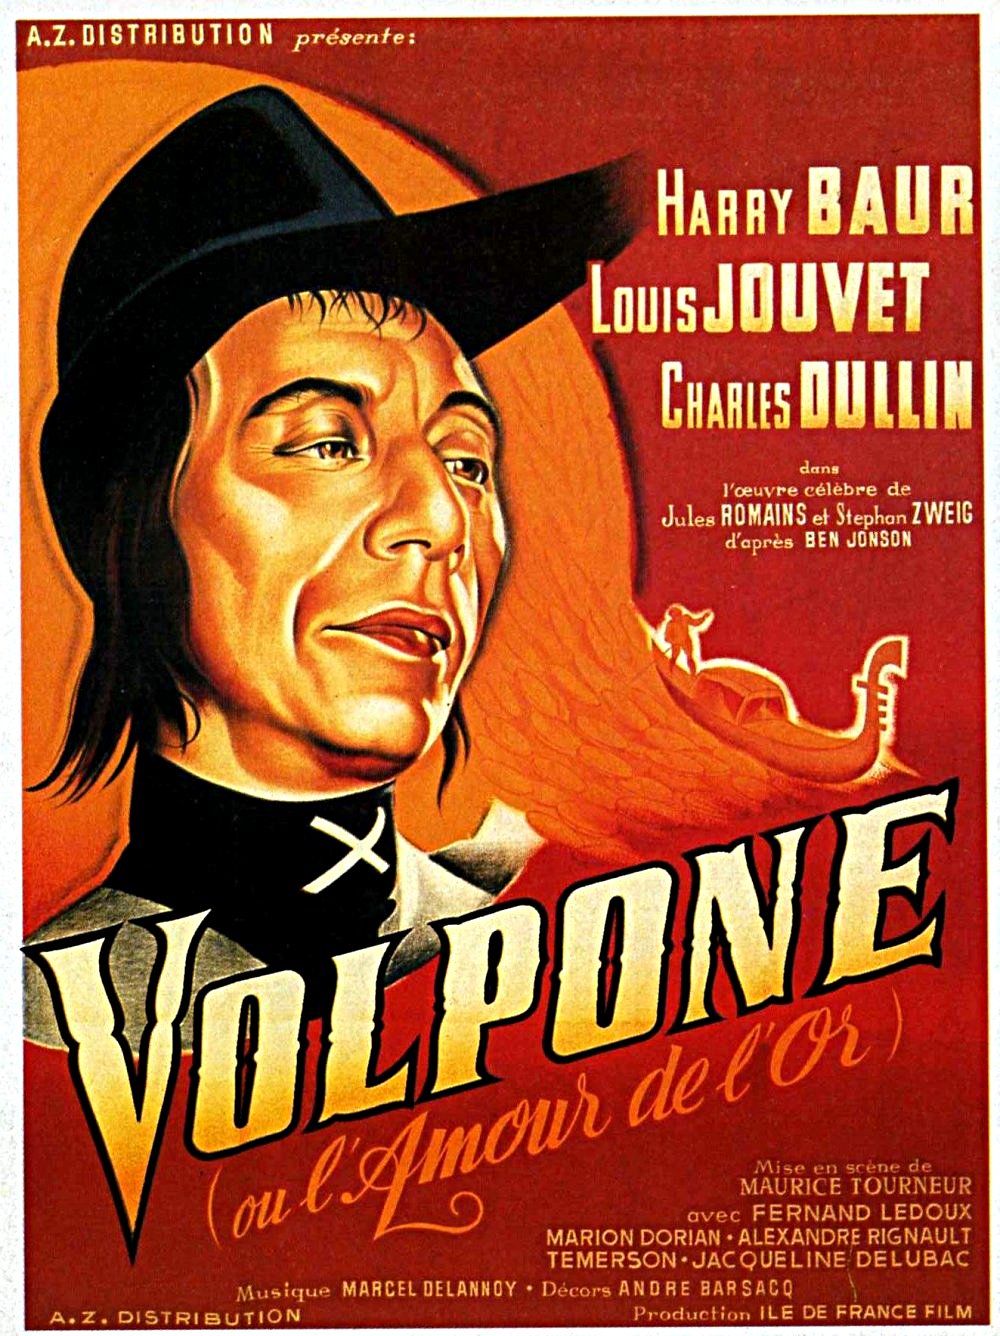 A.Z. DISTRIBUTION présente:
HARRY BAUR
LOUIS JOUVET
CHARLES DULLIN
dans
l'œuvre célèbre de
Jules ROMAINS et Stephan ZWEIG
d'après BEN JONSON
VOLPONE
(ou l'Amour de l'Or)
Mise en scène de
MAURICE TOURNEUR
avec FERNAND LEDOUX
MARION DORIAN · ALEXANDRE RIGNAULT
TEMERSON · JACQUELINE DELUBAC
Musique MARCEL DELANNOY · Décors ANDRE BARSACQ
A.Z. DISTRIBUTION
Production ILE DE FRANCE FILM